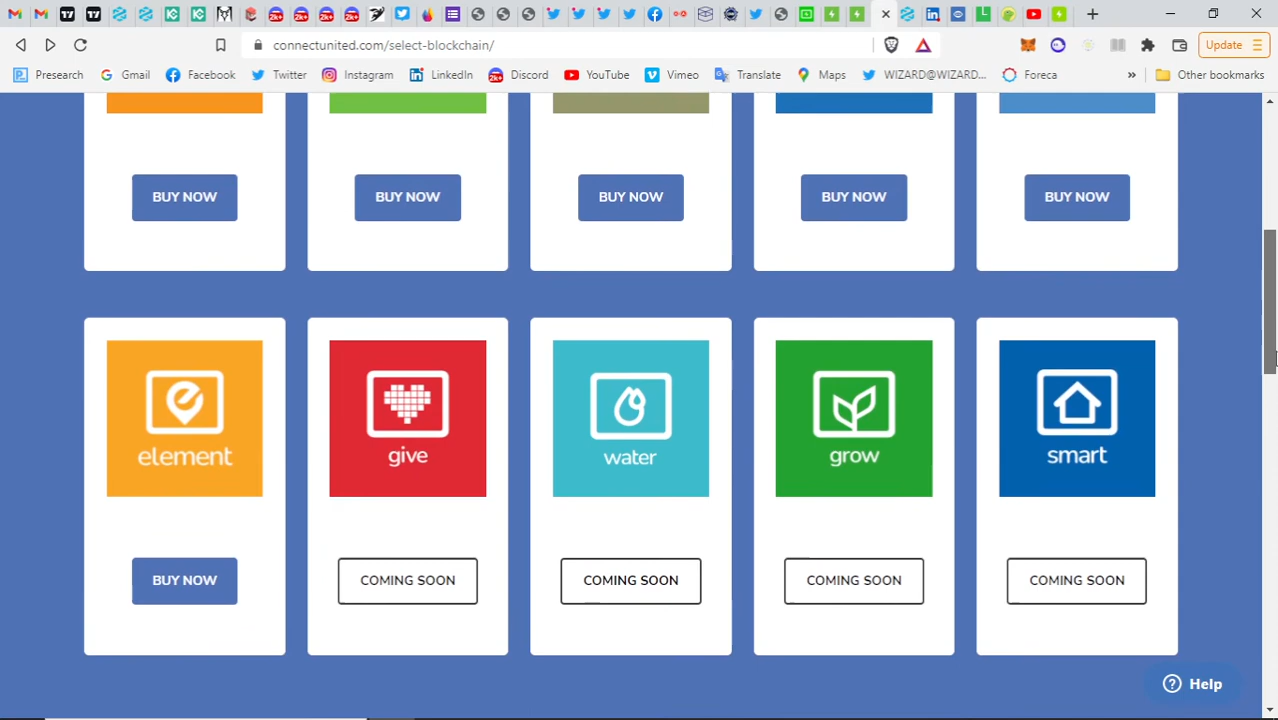 connectunited.com/select-blockchain/
Update
Presearch Gmail Facebook Twitter Instagram LinkedIn Discord YouTube Vimeo Translate Maps WIZARD@WIZARD... Foreca » Other bookmarks
BUY NOW BUY NOW BUY NOW BUY NOW BUY NOW
element give water grow smart
BUY NOW COMING SOON COMING SOON COMING SOON COMING SOON
Help